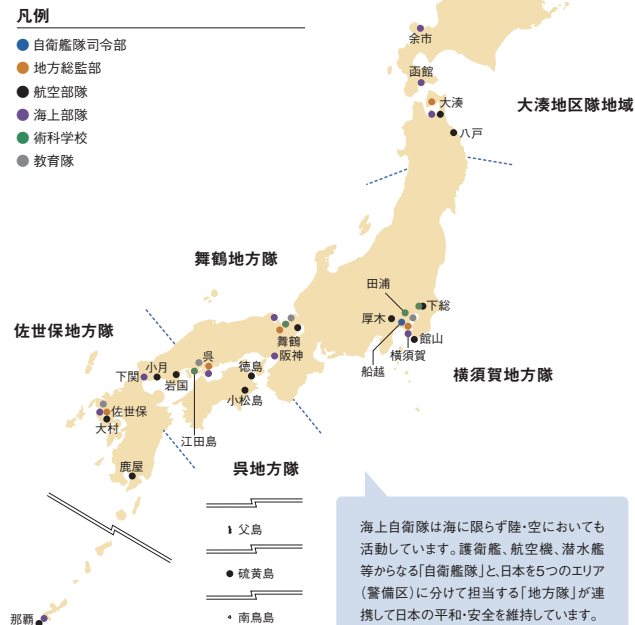 凡例
自衛艦隊司令部
地方総監部
航空部隊
海上部隊
術科学校
教育隊
余市
函館
大湊
大湊地区隊地域
八戸
舞鶴地方隊
田浦
下総
厚木
館山
横須賀
船越
横須賀地方隊
舞鶴
阪神
佐世保地方隊
小月
下関
岩国
呉
徳島
小松島
佐世保
大村
江田島
鹿屋
呉地方隊
父島
硫黄島
南鳥島
那覇
海上自衛隊は海に限らず陸・空においても
活動しています。護衛艦、航空機、潜水艦
等からなる「自衛艦隊」と、日本を5つのエリア
（警備区）に分けて担当する「地方隊」が連
携して日本の平和・安全を維持しています。